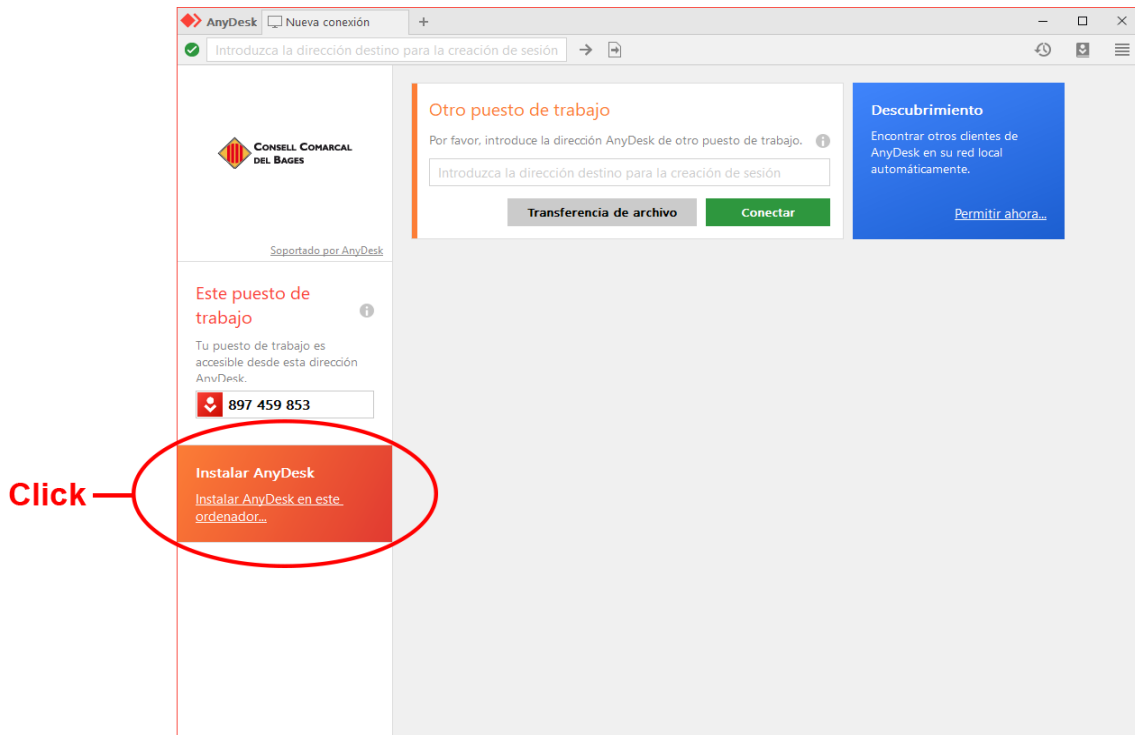 AnyDesk
Nueva conexión
+
Introduzca la dirección destino para la creación de sesión
CONSELL COMARCAL
DEL BAGES
Soportado por AnyDesk
Este puesto de
trabajo
Tu puesto de trabajo es
accesible desde esta dirección
AnyDesk.
897 459 853
Instalar AnyDesk
Instalar AnyDesk en este
ordenador...
Click
Otro puesto de trabajo
Por favor, introduce la dirección AnyDesk de otro puesto de trabajo.
Introduzca la dirección destino para la creación de sesión
Transferencia de archivo
Conectar
Descubrimiento
Encontrar otros clientes de
AnyDesk en su red local
automáticamente.
Permitir ahora...